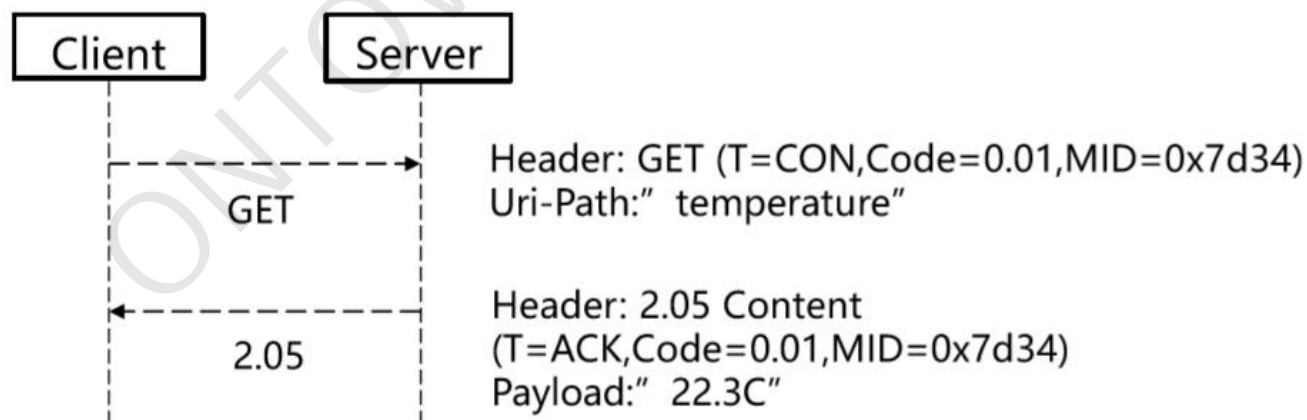 Client
Server
Header: GET (T=CON,Code=0.01,MID=0x7d34)
Uri-Path:” temperature”
GET
Header: 2.05 Content
(T=ACK,Code=0.01,MID=0x7d34)
2.05
Payload:” 22.3C”